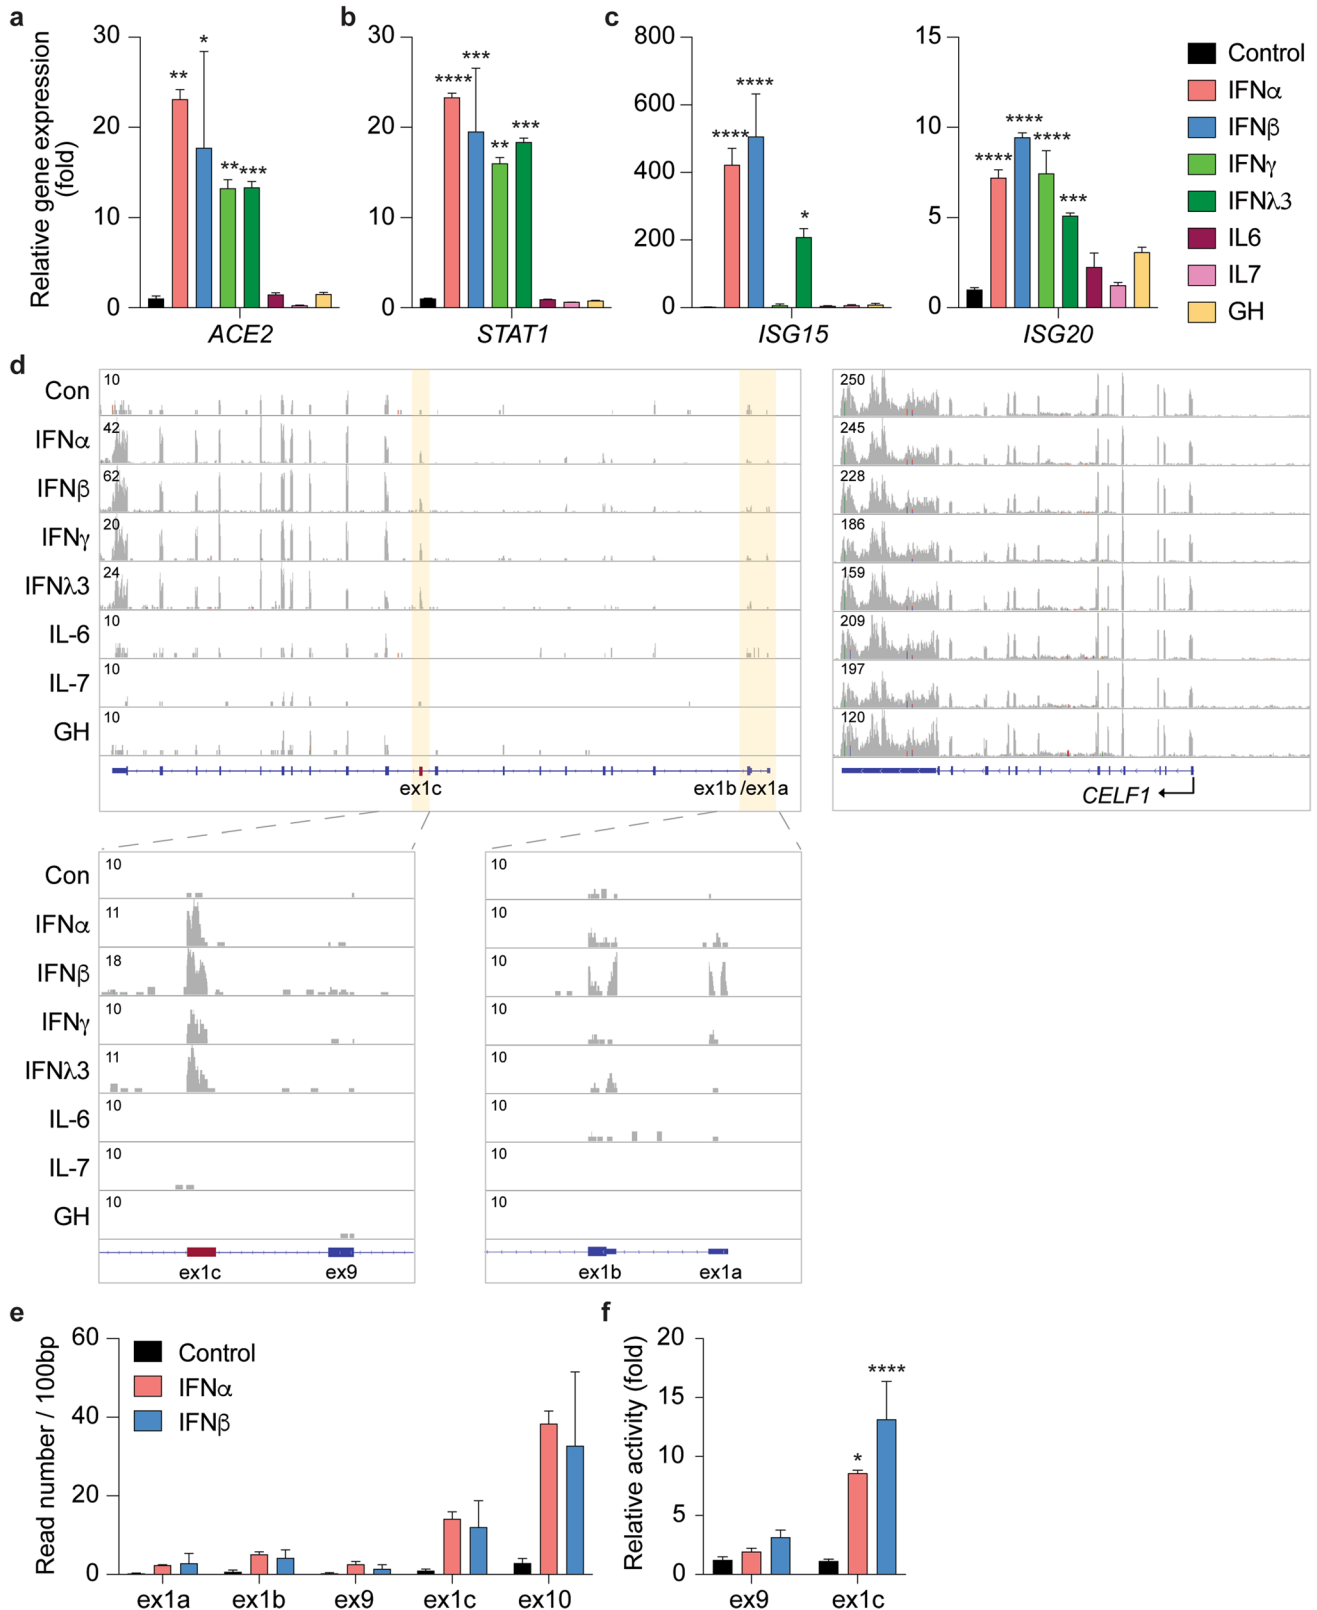 a
b
c
Relative gene expression
(fold)
30
20
10
0
**
*
**
***
ACE2
30
20
10
0
****
***
**
***
STAT1
800
600
400
200
0
****
****
*
ISG15
15
10
5
0
****
****
****
***
ISG20
Control
IFNα
IFNβ
IFNγ
IFNλ3
IL6
IL7
GH
d
Con
10
250
IFNα
42
245
IFNβ
62
228
IFNγ
20
186
IFNλ3
24
159
IL-6
10
209
IL-7
10
197
GH
10
120
ex1c
ex1b /ex1a
CELF1
Con
10
10
IFNα
11
10
IFNβ
18
10
IFNγ
10
10
IFNλ3
11
10
IL-6
10
10
IL-7
10
10
GH
10
10
ex1c
ex9
ex1b
ex1a
e
Read number / 100bp
60
40
20
0
Control
IFNα
IFNβ
ex1a
ex1b
ex9
ex1c
ex10
f
Relative activity (fold)
20
15
10
5
0
*
****
ex9
ex1c